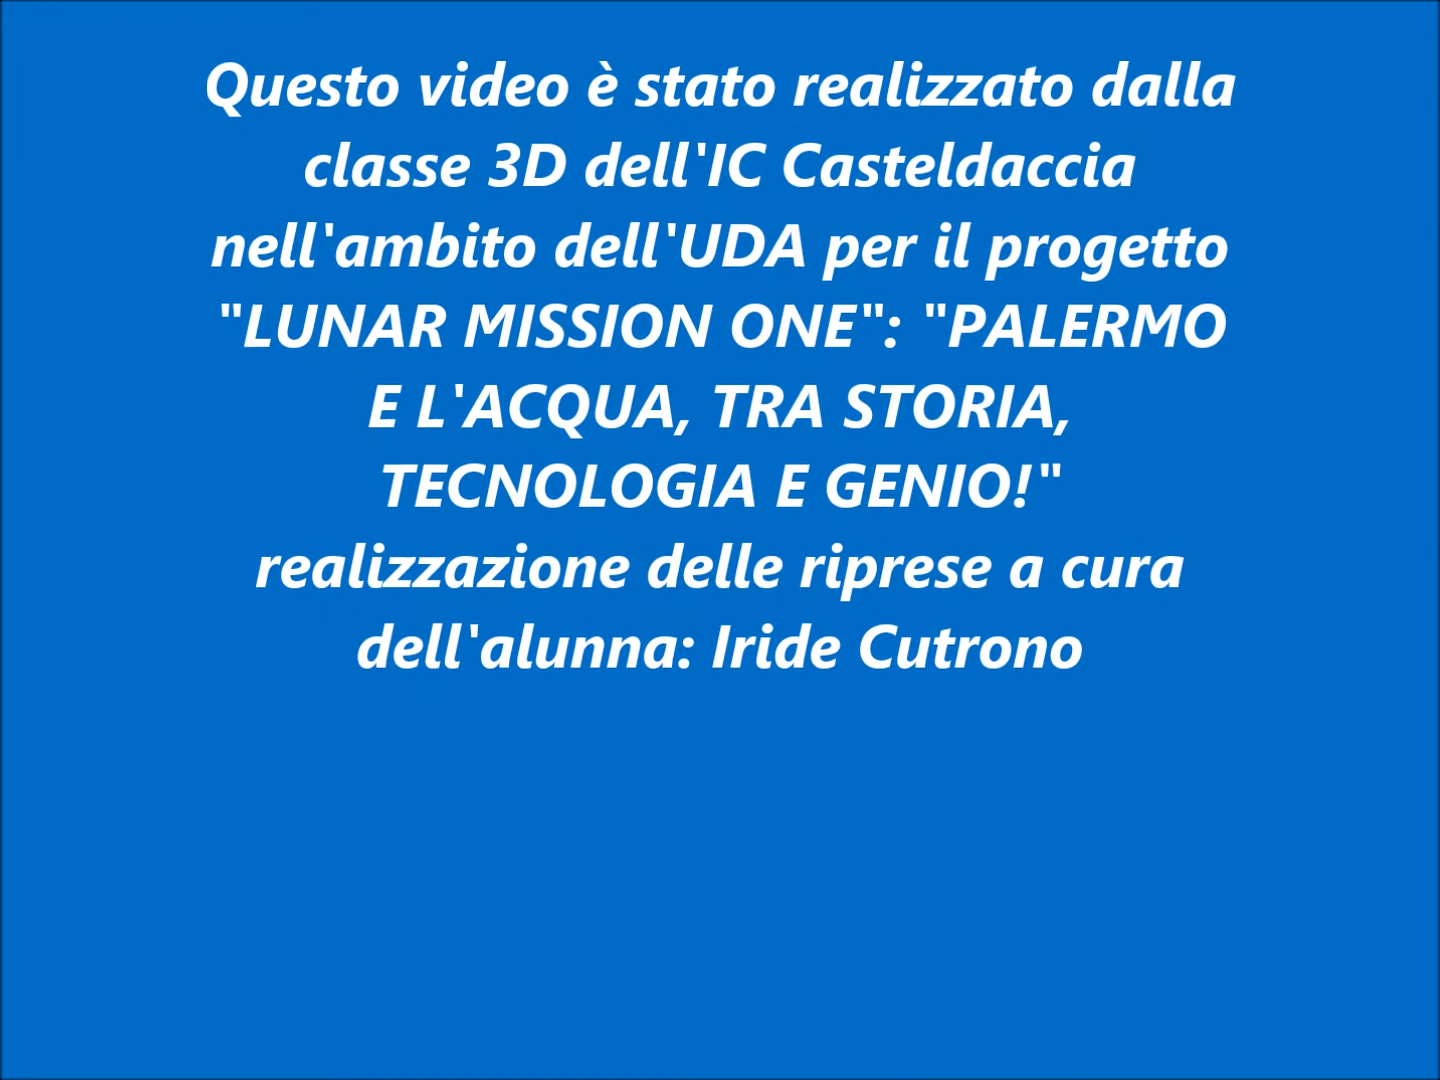 Questo video è stato realizzato dalla
classe 3D dell'IC Casteldaccia
nell'ambito dell'UDA per il progetto
"LUNAR MISSION ONE": "PALERMO
E L'ACQUA, TRA STORIA,
TECNOLOGIA E GENIO!"
realizzazione delle riprese a cura
dell'alunna: Iride Cutrono